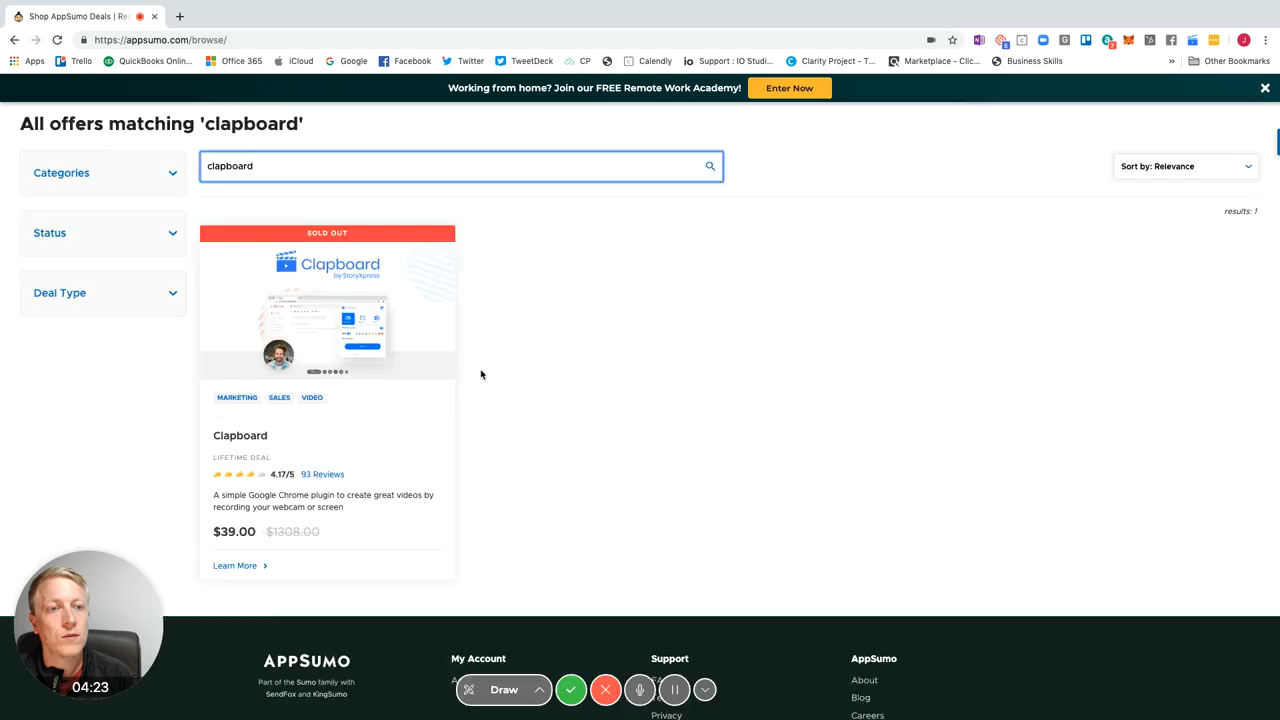 Shop AppSumo Deals | Re
https://appsumo.com/browse/
6
7
J
Apps
Trello
QuickBooks Onlin...
Office 365
iCloud
Google
Facebook
Twitter
TweetDeck
CP
Calendly
Support : IO Studi...
Clarity Project - T...
Marketplace - Clic...
Business Skills
»
Other Bookmarks
Working from home? Join our FREE Remote Work Academy!
Enter Now
All offers matching 'clapboard'
Categories
clapboard
Sort by: Relevance
results: 1
Status
Deal Type
SOLD OUT
Clapboard
by StoryXpress
MARKETING SALES VIDEO
Clapboard
LIFETIME DEAL
4.17/5 93 Reviews
A simple Google Chrome plugin to create great videos by
recording your webcam or screen
$39.00 $1308.00
Learn More
04:23
APPSUMO
Part of the Sumo family with
SendFox and KingSumo
My Account
Support
Privacy
AppSumo
About
Blog
Careers
Draw